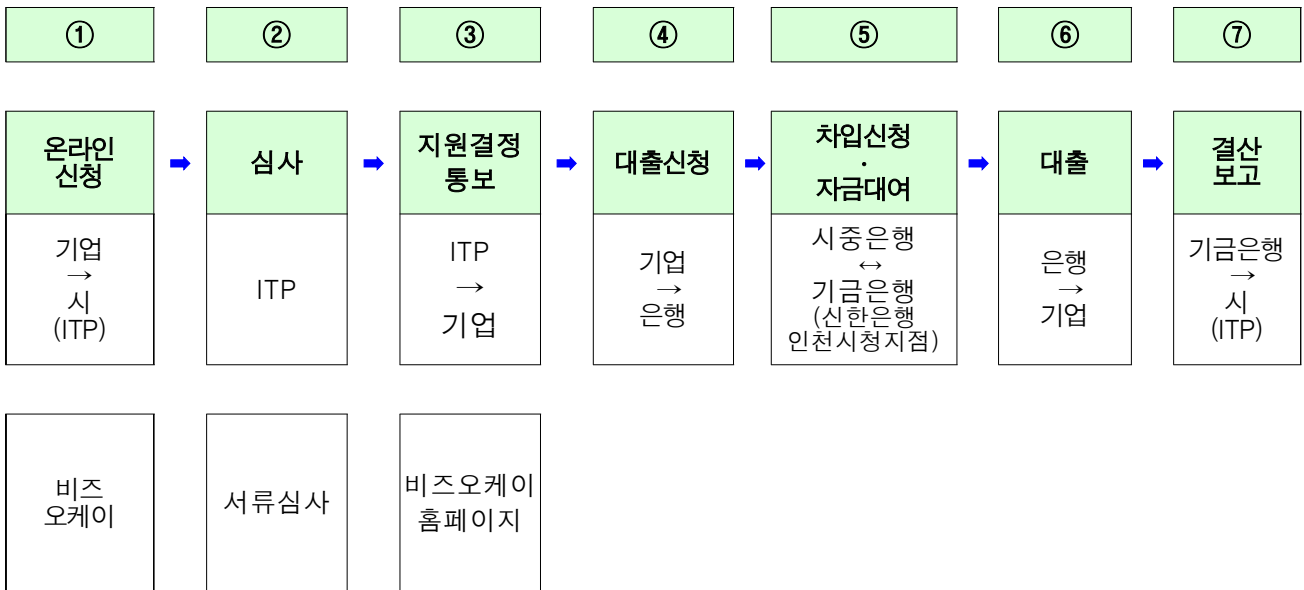 ① ② ③ ④ ⑤ ⑥ ⑦
온라인
신청
➡
심사
➡
지원결정
통보
➡
대출신청
➡
차입신청
·
자금대여
➡
대출
➡
결산
보고
기업
→
시
(ITP)
ITP
ITP
→
기업
기업
→
은행
시중은행
↔
기금은행
(신한은행
인천시청지점)
은행
→
기업
기금은행
→
시
(ITP)
비즈
오케이
서류심사
비즈오케이
홈페이지